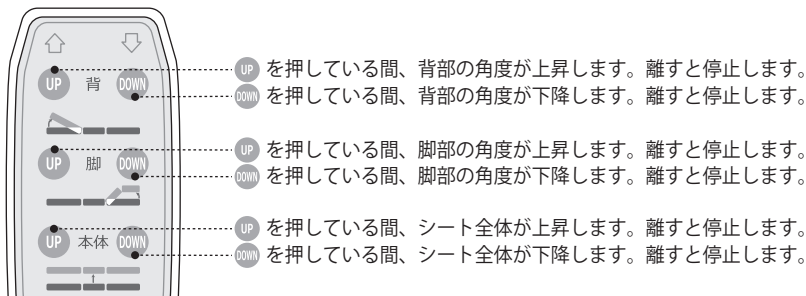 UP 背 DOWN
UP を押している間、背部の角度が上昇します。離すと停止します。
DOWN を押している間、背部の角度が下降します。離すと停止します。
UP 脚 DOWN
UP を押している間、脚部の角度が上昇します。離すと停止します。
DOWN を押している間、脚部の角度が下降します。離すと停止します。
UP 本体 DOWN
UP を押している間、シート全体が上昇します。離すと停止します。
DOWN を押している間、シート全体が下降します。離すと停止します。